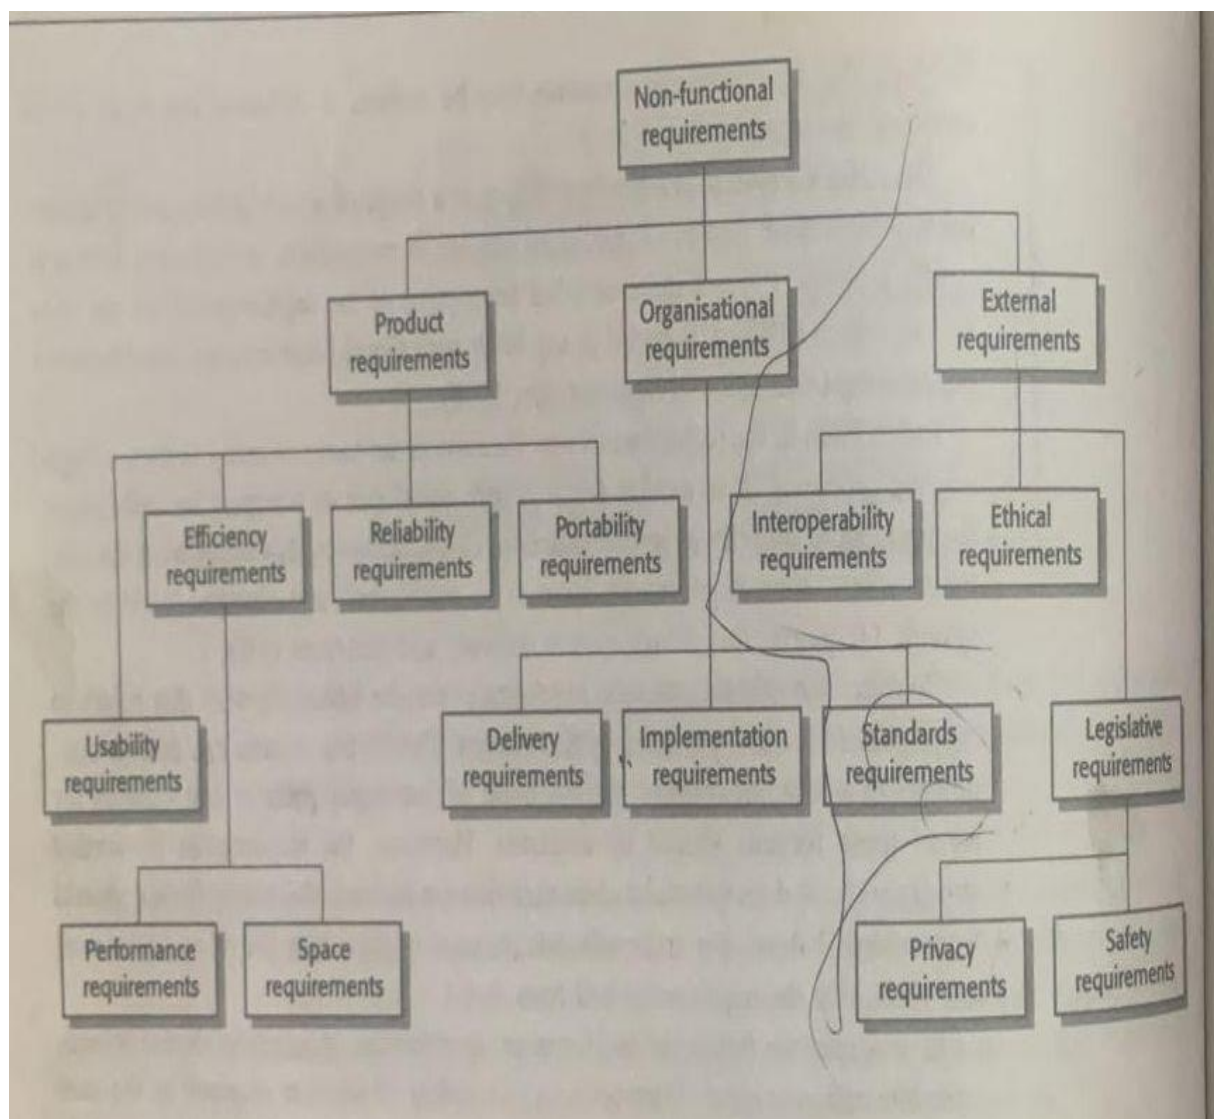 Non-functional
requirements
Product
requirements
Organisational
requirements
External
requirements
Efficiency
requirements
Reliability
requirements
Portability
requirements
Interoperability
requirements
Ethical
requirements
Usability
requirements
Delivery
requirements
Implementation
requirements
Standards
requirements
Legislative
requirements
Performance
requirements
Space
requirements
Privacy
requirements
Safety
requirements